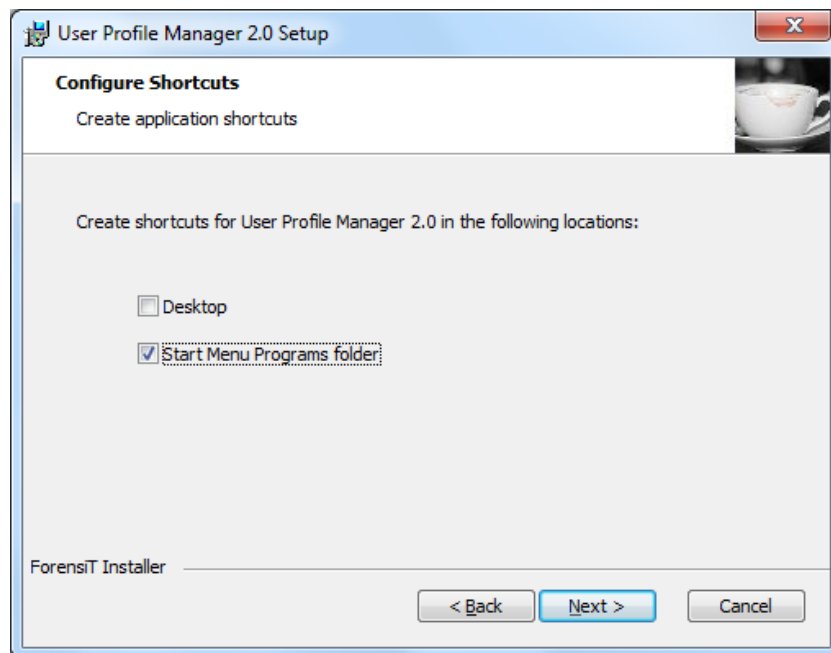 User Profile Manager 2.0 Setup
Configure Shortcuts
Create application shortcuts
Create shortcuts for User Profile Manager 2.0 in the following locations:
Desktop
Start Menu Programs folder
ForensiT Installer
< Back Next > Cancel